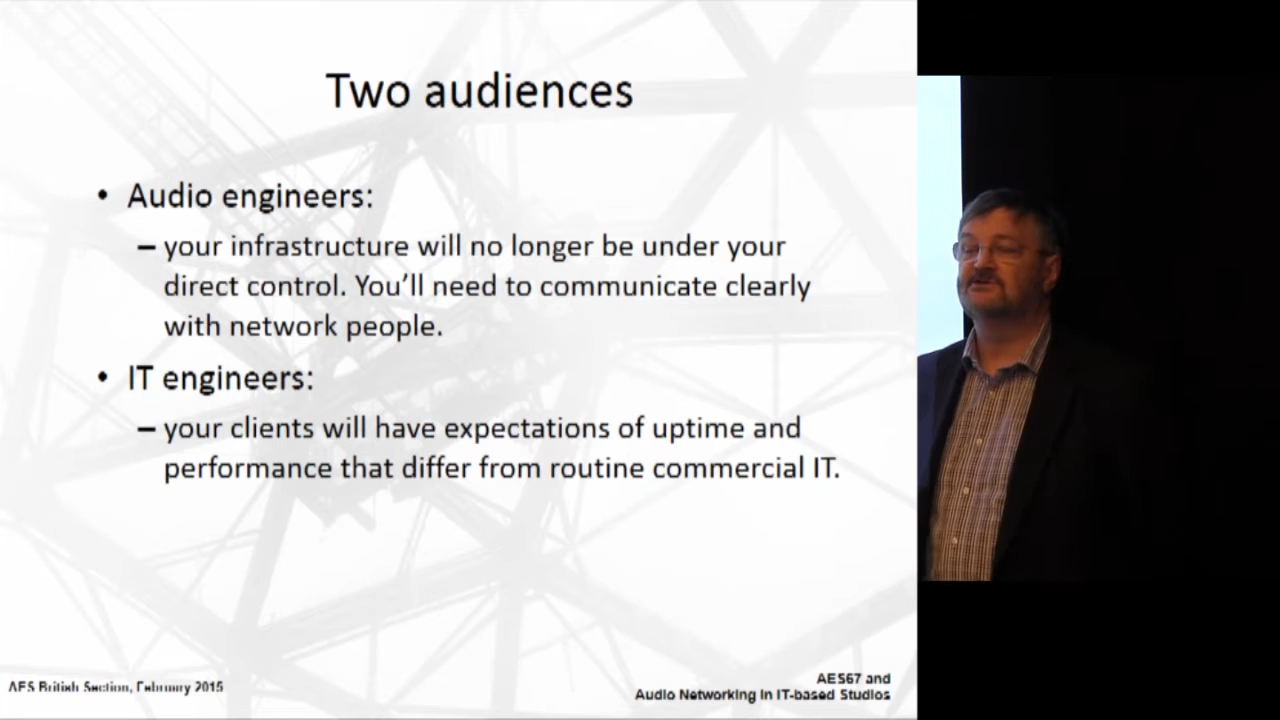 Two audiences
• Audio engineers:
– your infrastructure will no longer be under your
direct control. You’ll need to communicate clearly
with network people.
• IT engineers:
– your clients will have expectations of uptime and
performance that differ from routine commercial IT.
AES British Section, February 2015
AES67 and
Audio Networking in IT-based Studios